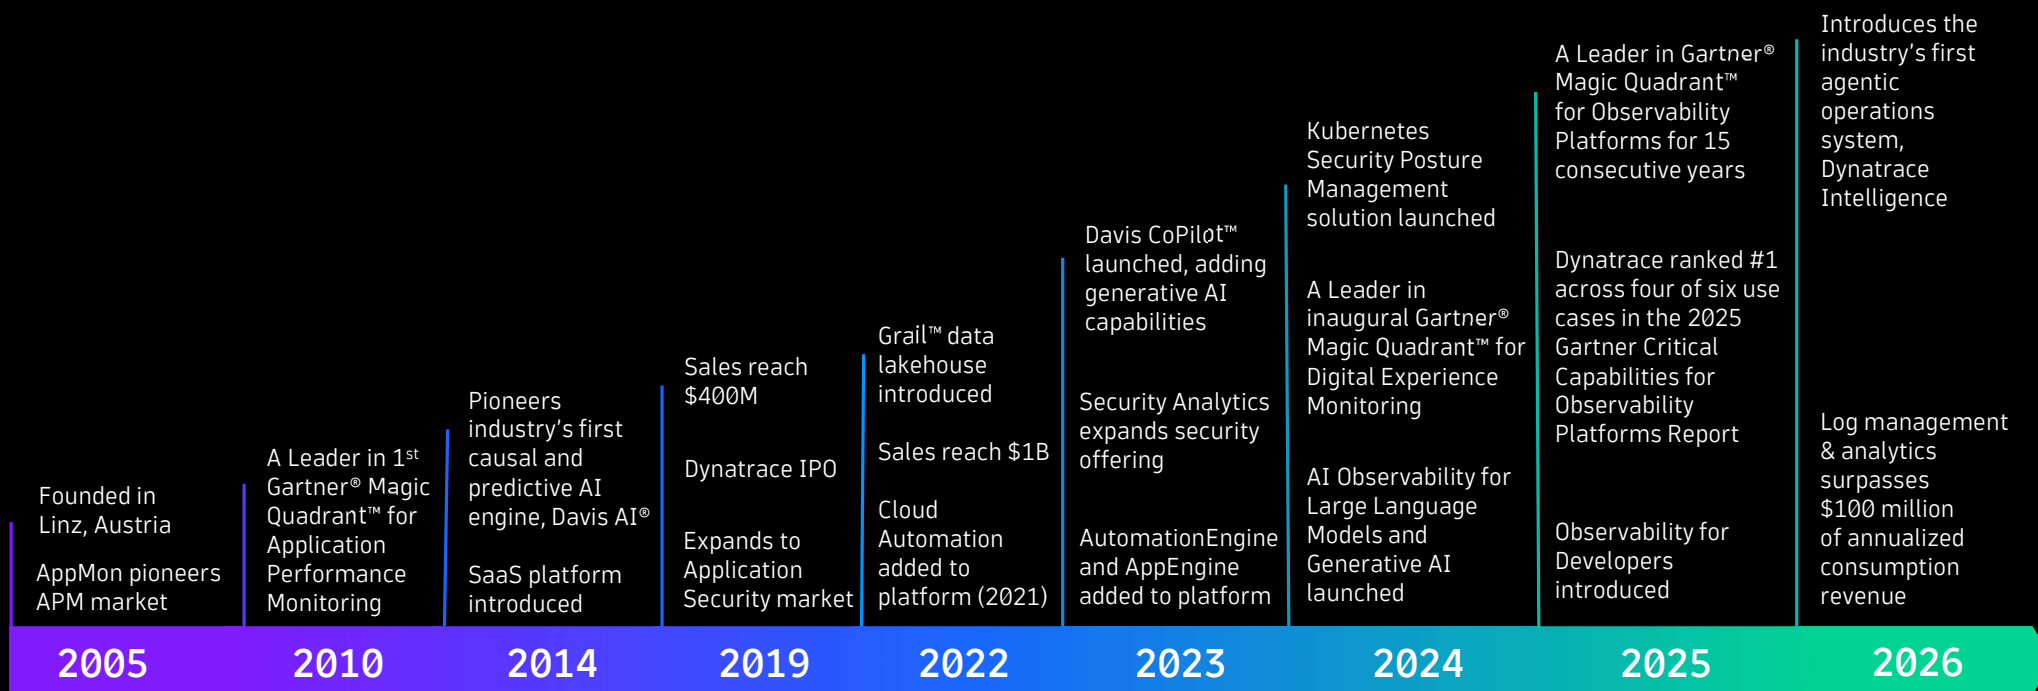 Founded in
Linz, Austria
AppMon pioneers
APM market
2005
A Leader in 1st
Gartner® Magic
Quadrant™ for
Application
Performance
Monitoring
2010
Pioneers
industry's first
causal and
predictive AI
engine, Davis AI®
SaaS platform
introduced
2014
Sales reach
$400M
Dynatrace IPO
Expands to
Application
Security market
2019
Grail™ data
lakehouse
introduced
Sales reach $1B
Cloud
Automation
added to
platform (2021)
2022
Davis CoPilot™
launched, adding
generative AI
capabilities
Security Analytics
expands security
offering
AutomationEngine
and AppEngine
added to platform
2023
Kubernetes
Security Posture
Management
solution launched
A Leader in
inaugural Gartner®
Magic Quadrant™ for
Digital Experience
Monitoring
AI Observability for
Large Language
Models and
Generative AI
launched
2024
A Leader in Gartner®
Magic Quadrant™
for Observability
Platforms for 15
consecutive years
Dynatrace ranked #1
across four of six use
cases in the 2025
Gartner Critical
Capabilities for
Observability
Platforms Report
Observability for
Developers
introduced
2025
Introduces the
industry's first
agentic
operations
system,
Dynatrace
Intelligence
Log management
& analytics
surpasses
$100 million
of annualized
consumption
revenue
2026